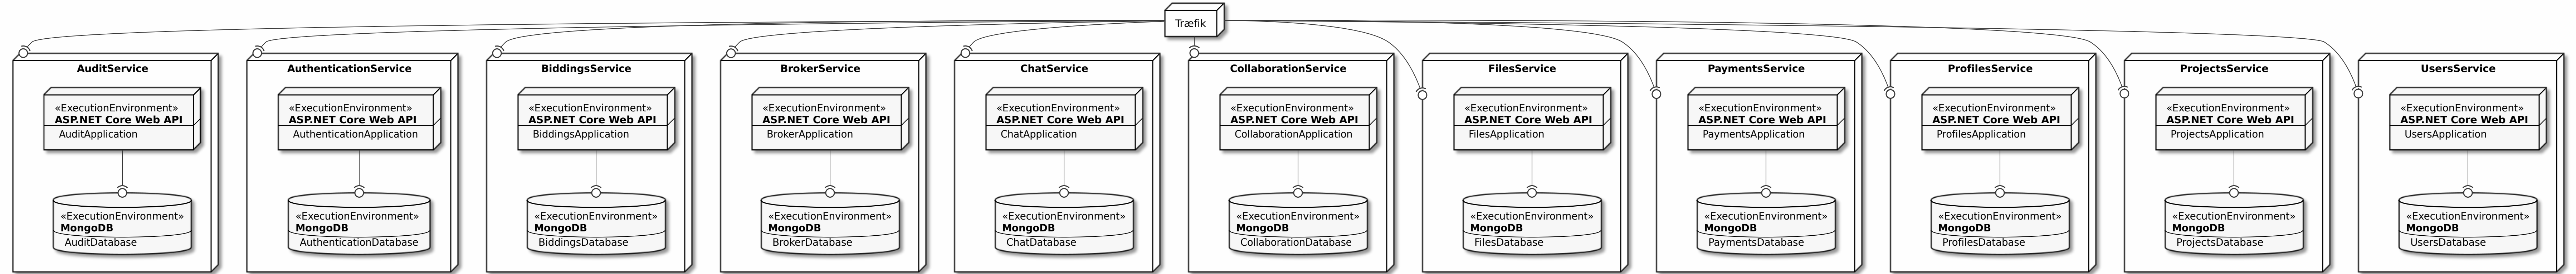 Træfik
AuditService
«ExecutionEnvironment»
ASP.NET Core Web API
AuditApplication
«ExecutionEnvironment»
MongoDB
AuditDatabase
AuthenticationService
«ExecutionEnvironment»
ASP.NET Core Web API
AuthenticationApplication
«ExecutionEnvironment»
MongoDB
AuthenticationDatabase
BiddingsService
«ExecutionEnvironment»
ASP.NET Core Web API
BiddingsApplication
«ExecutionEnvironment»
MongoDB
BiddingsDatabase
BrokerService
«ExecutionEnvironment»
ASP.NET Core Web API
BrokerApplication
«ExecutionEnvironment»
MongoDB
BrokerDatabase
ChatService
«ExecutionEnvironment»
ASP.NET Core Web API
ChatApplication
«ExecutionEnvironment»
MongoDB
ChatDatabase
CollaborationService
«ExecutionEnvironment»
ASP.NET Core Web API
CollaborationApplication
«ExecutionEnvironment»
MongoDB
CollaborationDatabase
FilesService
«ExecutionEnvironment»
ASP.NET Core Web API
FilesApplication
«ExecutionEnvironment»
MongoDB
FilesDatabase
PaymentsService
«ExecutionEnvironment»
ASP.NET Core Web API
PaymentsApplication
«ExecutionEnvironment»
MongoDB
PaymentsDatabase
ProfilesService
«ExecutionEnvironment»
ASP.NET Core Web API
ProfilesApplication
«ExecutionEnvironment»
MongoDB
ProfilesDatabase
ProjectsService
«ExecutionEnvironment»
ASP.NET Core Web API
ProjectsApplication
«ExecutionEnvironment»
MongoDB
ProjectsDatabase
UsersService
«ExecutionEnvironment»
ASP.NET Core Web API
UsersApplication
«ExecutionEnvironment»
MongoDB
UsersDatabase